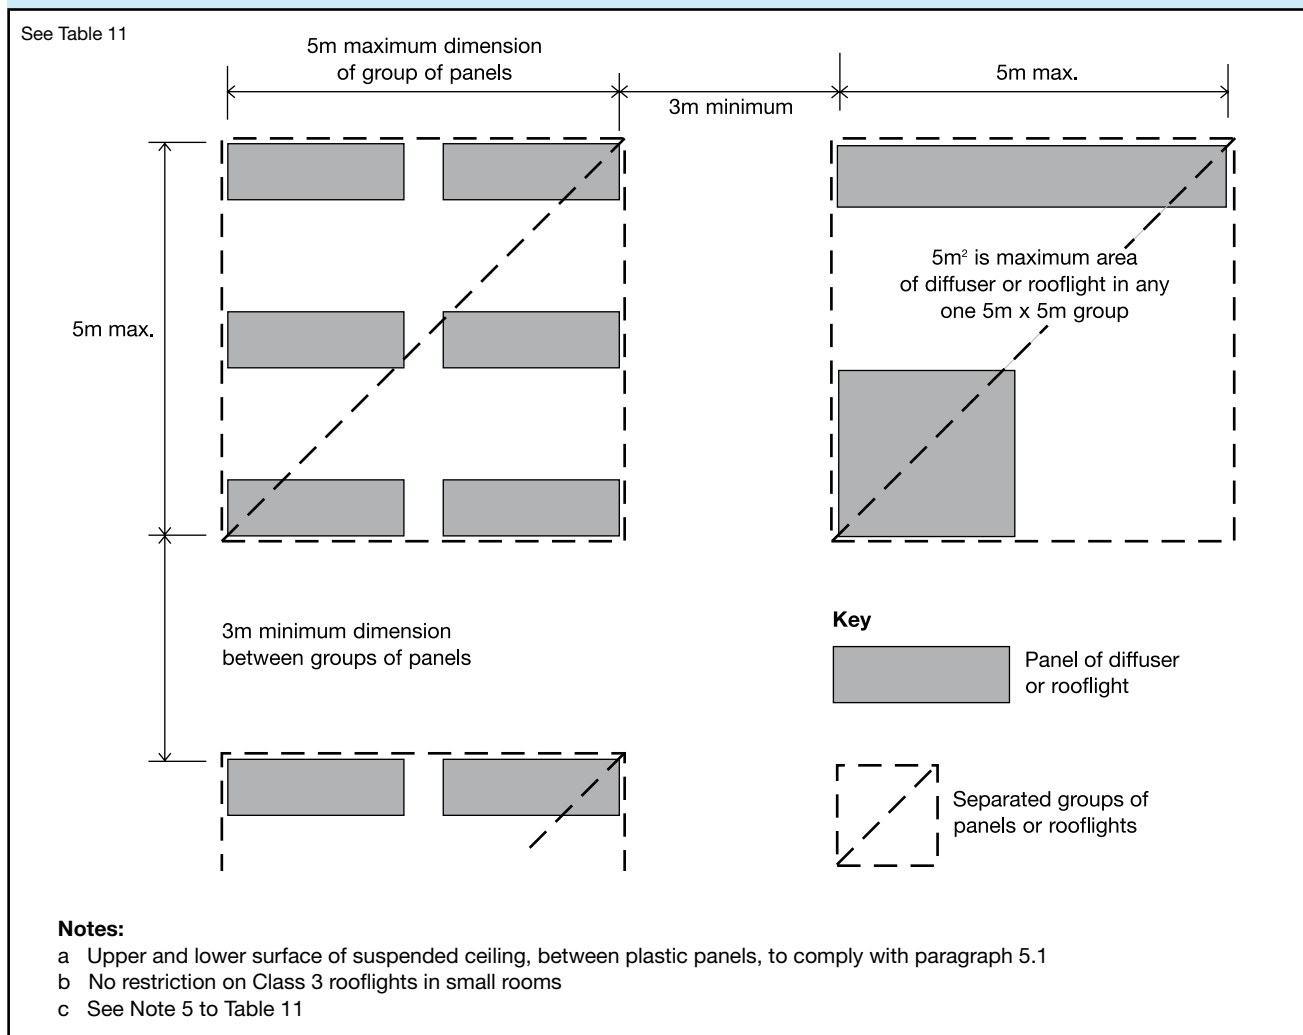 See Table 11
5m maximum dimension
of group of panels
3m minimum
5m max.
5m max.
5m² is maximum area
of diffuser or rooflight in any
one 5m x 5m group
3m minimum dimension
between groups of panels
Key
Panel of diffuser
or rooflight
Separated groups of
panels or rooflights
Notes:
a Upper and lower surface of suspended ceiling, between plastic panels, to comply with paragraph 5.1
b No restriction on Class 3 rooflights in small rooms
c See Note 5 to Table 11